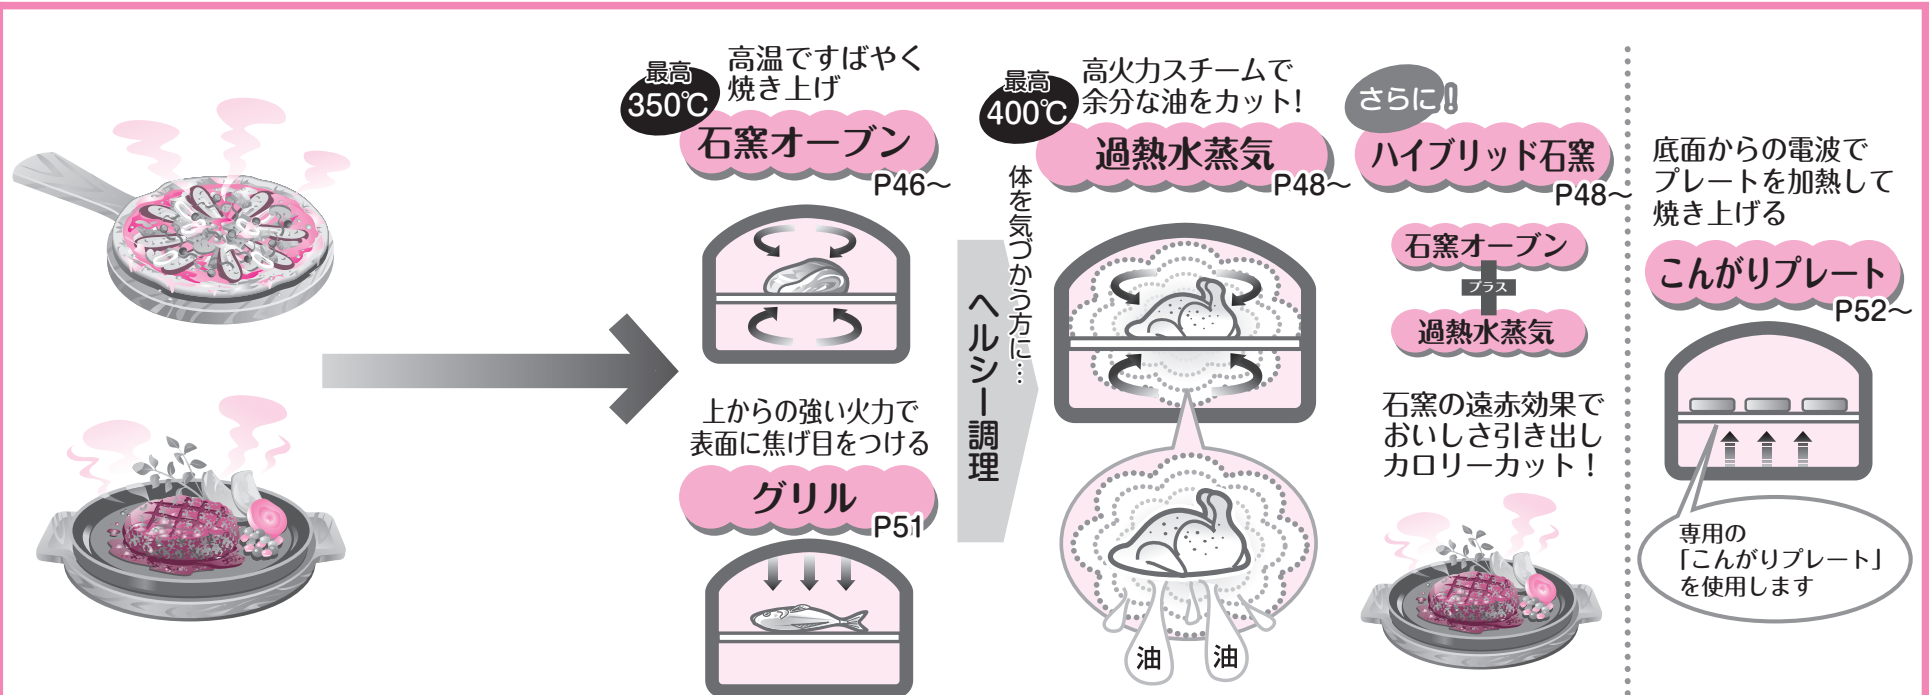 最高
350℃
高温ですばやく
焼き上げ
石窯オーブン
P46～
上からの強い火力で
表面に焦げ目をつける
グリル
P51
体を気づかう方に…
ヘルシー調理
最高
400℃
高火力スチームで
余分な油をカット!
過熱水蒸気
P48～
油
油
さらに!
ハイブリッド石窯
P48～
石窯オーブン
プラス
過熱水蒸気
石窯の遠赤効果で
おいしさ引き出し
カロリーカット！
底面からの電波で
プレートを加熱して
焼き上げる
こんがりプレート
P52～
専用の
「こんがりプレート」
を使用します